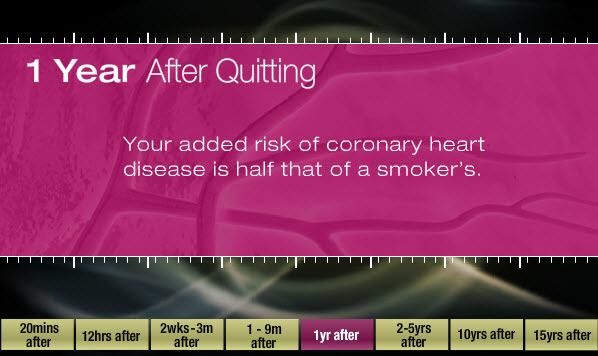 1 Year After Quitting
Your added risk of coronary heart
disease is half that of a smoker's.
20mins
after
12hrs after
2wks-3m
after
1 - 9m
after
1yr after
2-5yrs
after
10yrs after
15yrs after